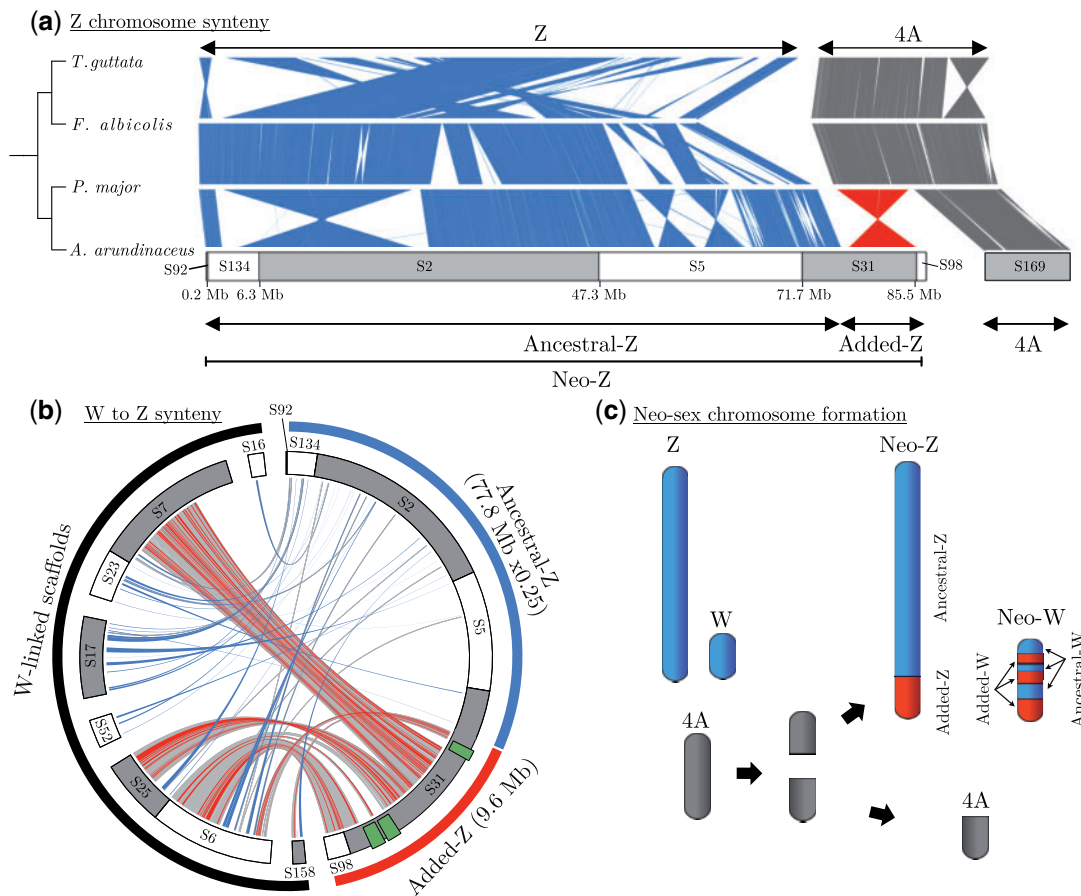 (a) Z chromosome synteny
Z
4A
T.guttata
F. albicolis
P. major
A. arundinaceus
S92
S134
S2
S5
S31
S98
S169
0.2 Mb
6.3 Mb
47.3 Mb
71.7 Mb
85.5 Mb
Ancestral-Z
Added-Z
4A
Neo-Z
(b) W to Z synteny
S92
S134
S16
S2
S7
S23
S17
S52
S25
S6
S158
S98
S31
S5
W-linked scaffolds
Ancestral-Z
(77.8 Mb x0.25)
Added-Z (9.6 Mb)
(c) Neo-sex chromosome formation
Z
Neo-Z
W
Ancestral-Z
Added-Z
Neo-W
Added-W
Ancestral-W
4A
4A